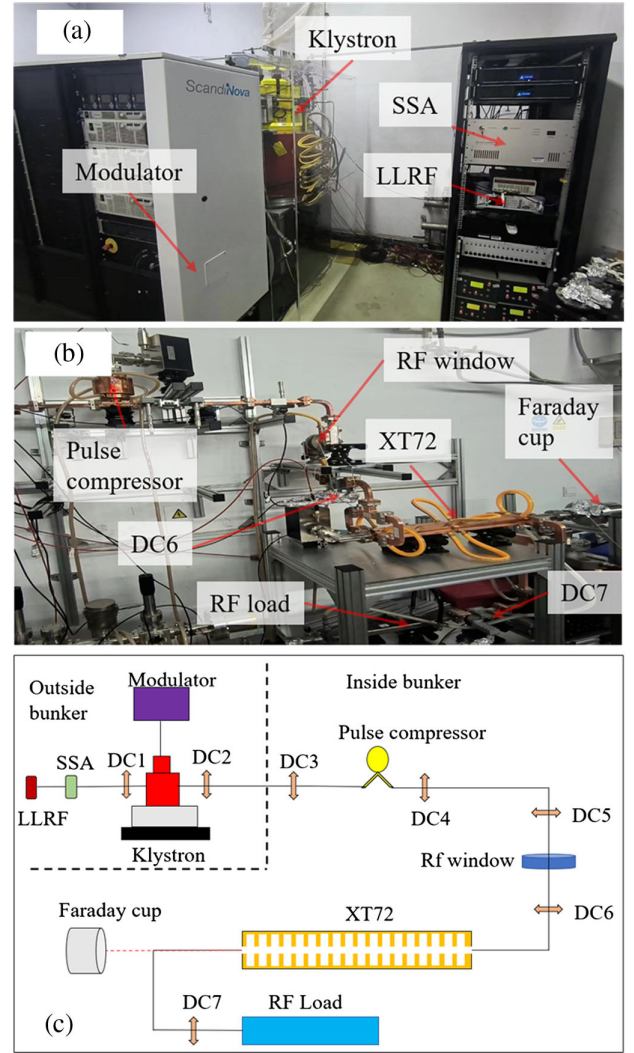 (a)
Klystron
ScandiNova
SSA
Modulator
LLRF
(b)
RF window
Faraday
cup
XT72
Pulse
compressor
DC6
RF load
DC7
Outside
bunker
Modulator
Inside bunker
Pulse compressor
SSA
DC1
DC2
DC3
LLRF
Klystron
DC4
DC5
Rf window
Faraday cup
XT72
DC6
DC7
RF Load
(c)